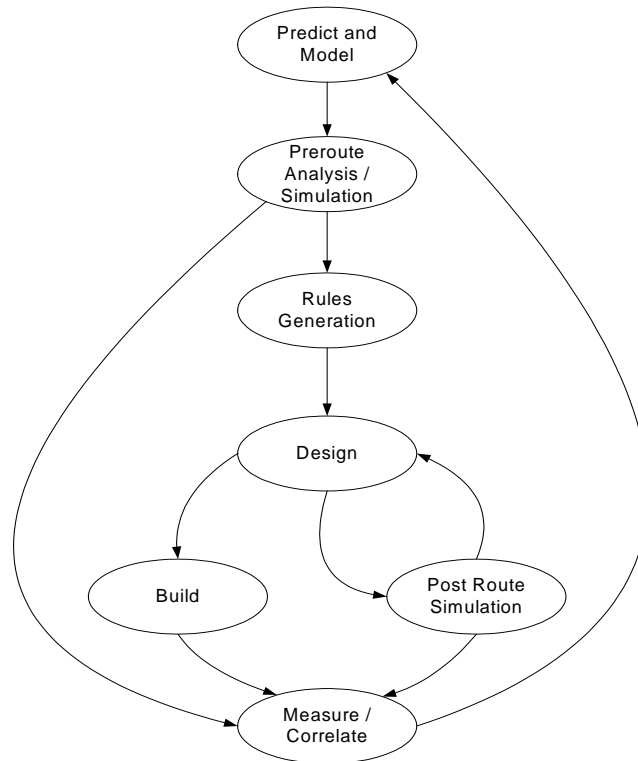 Predict and
Model
Preroute
Analysis /
Simulation
Rules
Generation
Design
Build
Post Route
Simulation
Measure /
Correlate